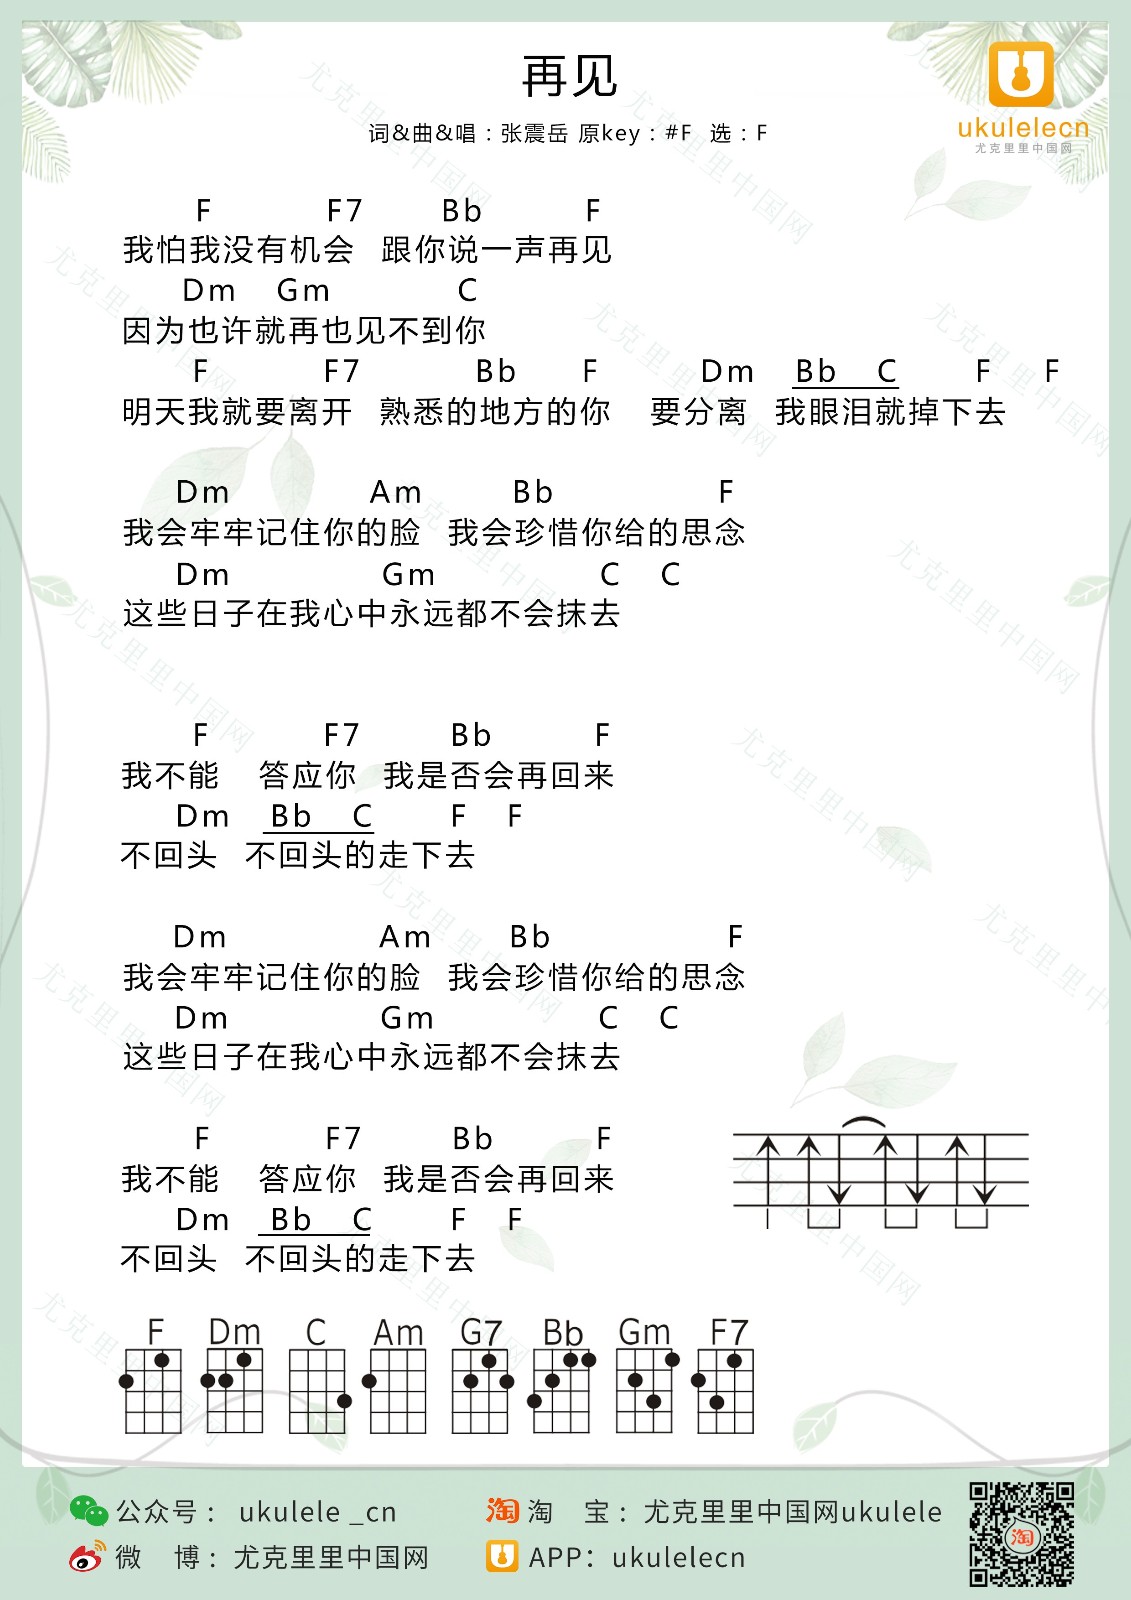 再见
词&曲&唱：张震岳 原key：#F 选：F
ukulelecn
尤克里里中国网
F F7 Bb F
我怕我没有机会 跟你说一声再见
Dm Gm C
因为也许就再也见不到你
F F7 Bb F Dm Bb C F F
明天我就要离开 熟悉的地方的你 要分离 我眼泪就掉下去
Dm Am Bb F
我会牢牢记住你的脸 我会珍惜你给的思念
Dm Gm C C
这些日子在我心中永远都不会抹去
F F7 Bb F
我不能 答应你 我是否会再回来
Dm Bb C F F
不回头 不回头的走下去
Dm Am Bb F
我会牢牢记住你的脸 我会珍惜你给的思念
Dm Gm C C
这些日子在我心中永远都不会抹去
F F7 Bb F
我不能 答应你 我是否会再回来
Dm Bb C F F
不回头 不回头的走下去
F Dm C Am G7 Bb Gm F7
公众号： ukulele _cn
淘 淘 宝：尤克里里中国网ukulele
微 博：尤克里里中国网
APP：ukulelecn
淘